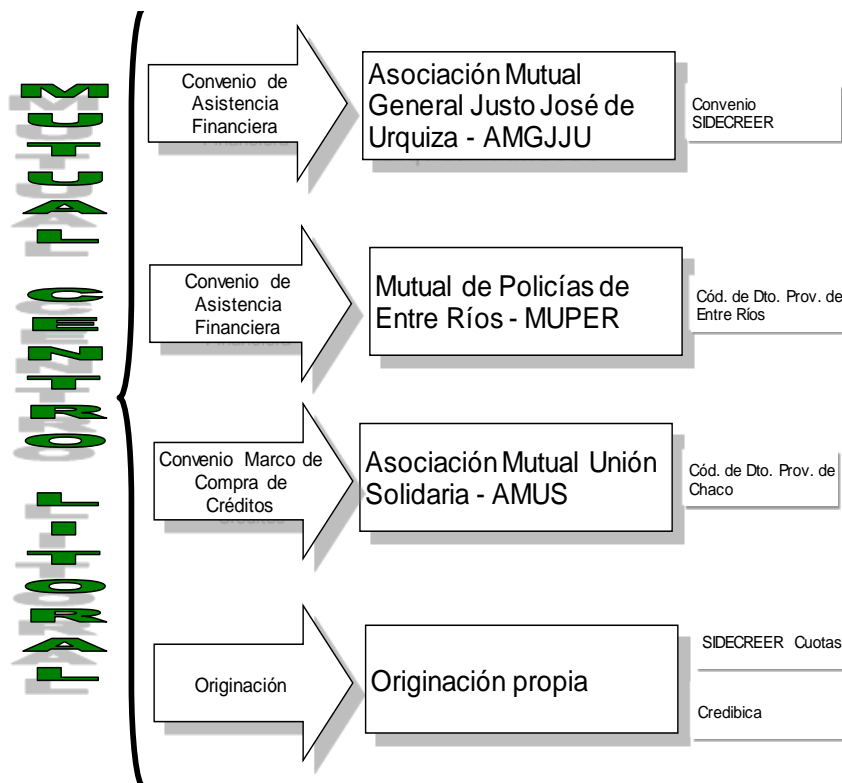 MUTUAL CENTRO LITORAL
Convenio de
Asistencia
Financiera
Asociación Mutual
General Justo José de
Urquiza - AMGJJU
Convenio
SIDECREER
Convenio de
Asistencia
Financiera
Mutual de Policías de
Entre Ríos - MUPER
Cód. de Dto. Prov. de
Entre Ríos
Convenio Marco de
Compra de
Créditos
Asociación Mutual Unión
Solidaria - AMUS
Cód. de Dto. Prov. de
Chaco
Originación
Originación propia
SIDECREER Cuotas
Credibica